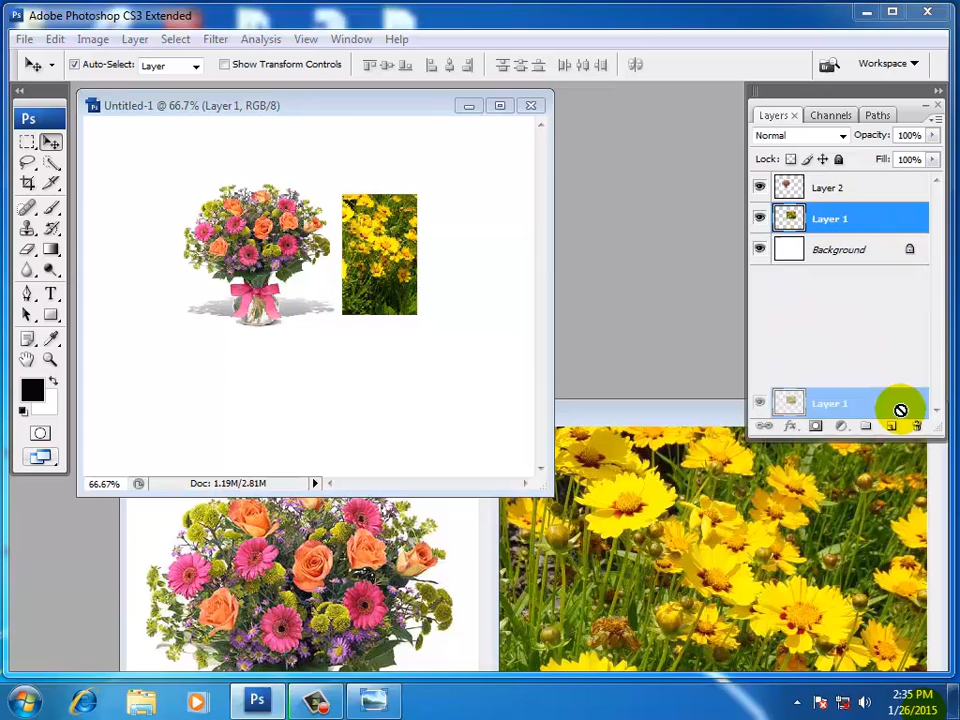 Ps Adobe Photoshop CS3 Extended
File Edit Image Layer Select Filter Analysis View Window Help
Auto-Select: Layer Show Transform Controls Workspace
Ps
Untitled-1 @ 66.7% (Layer 1, RGB/8)
Layers Channels Paths
Normal Opacity: 100%
Lock: Fill: 100%
Layer 2
Layer 1
Background
T
Layer 1
fx
66.67% Doc: 1.19M/2.81M
Ps
2:35 PM
1/26/2015